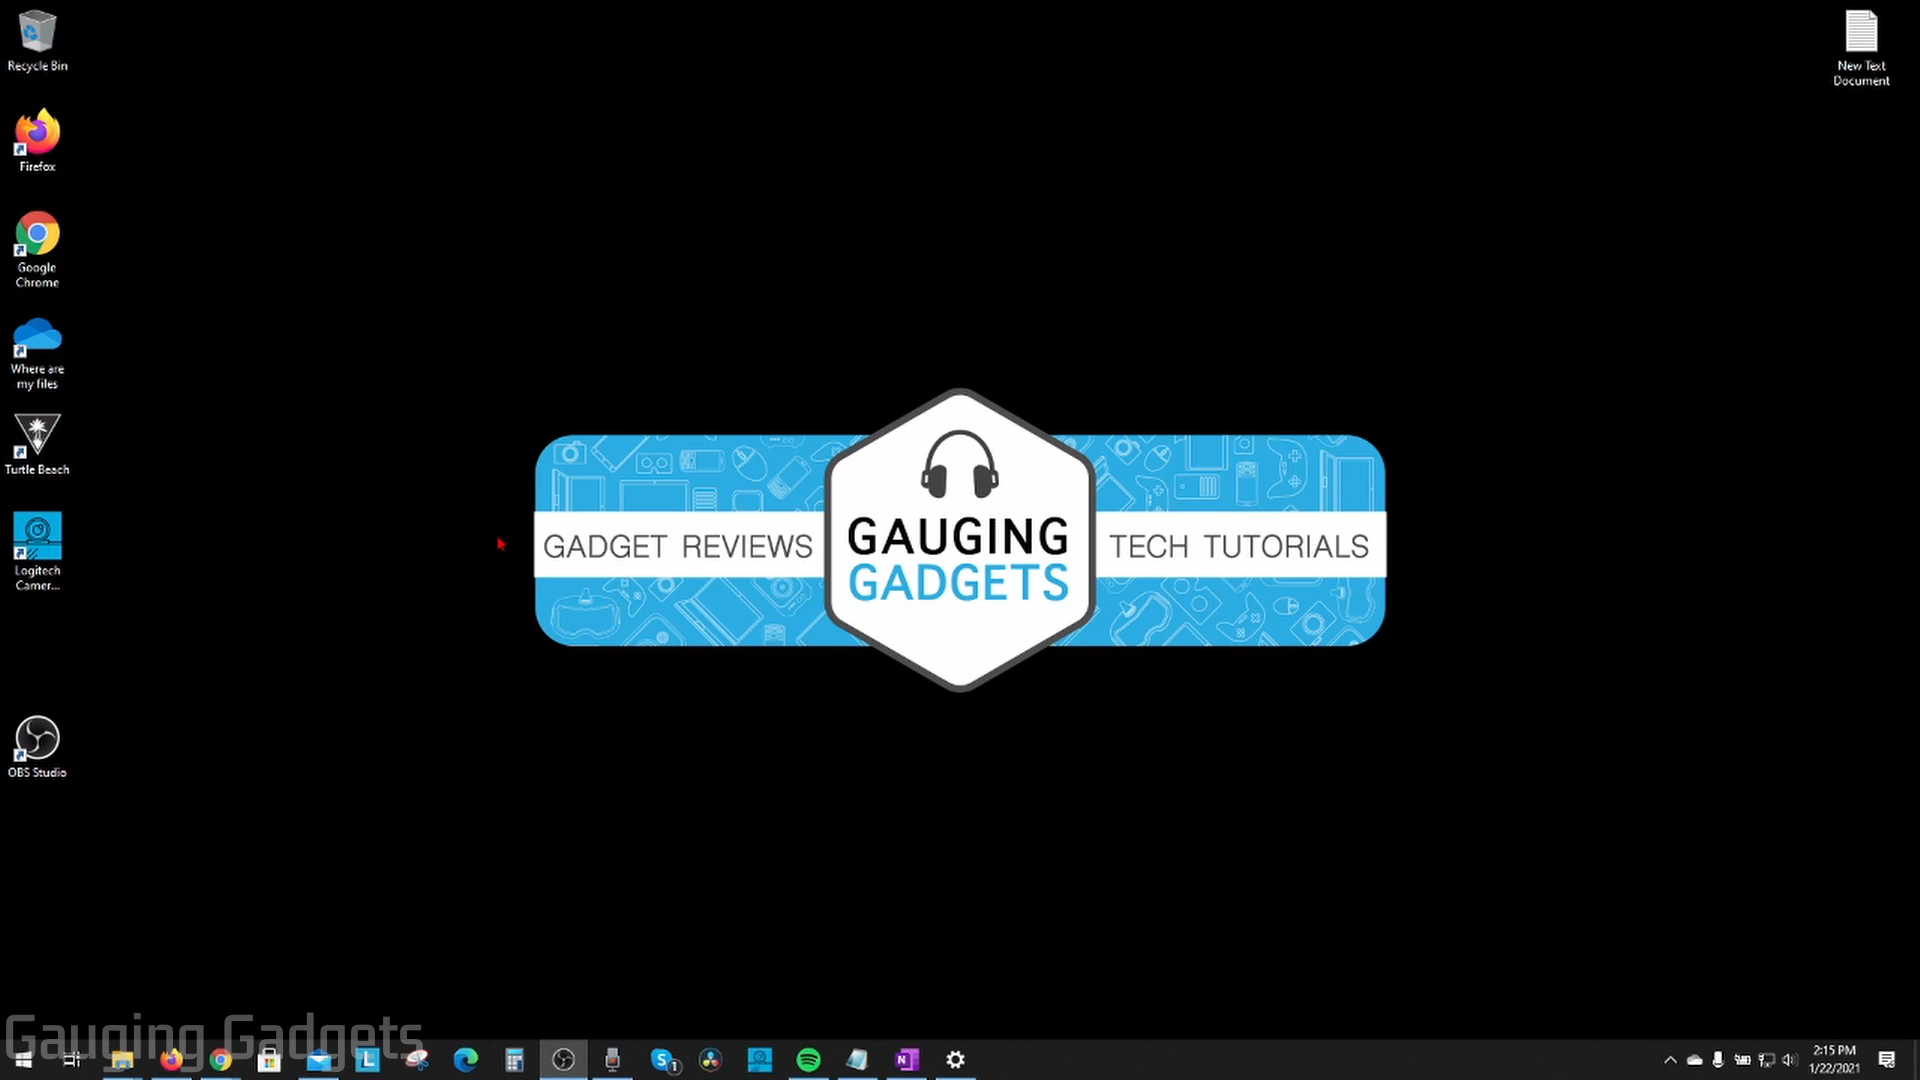 Recycle Bin
Firefox
Google
Chrome
Where are
my files
Turtle Beach
Logitech
Camer...
OBS Studio
New Text
Document
GADGET REVIEWS
GAUGING
GADGETS
TECH TUTORIALS
Gauging Gadgets
L
S
1
N
2:15 PM
1/22/2021